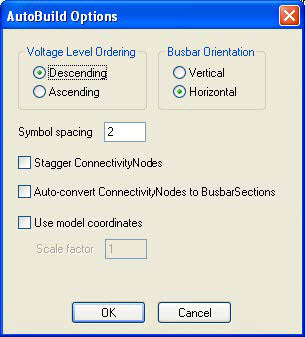 AutoBuild Options
Voltage Level Ordering
Busbar Orientation
Descending
Ascending
Vertical
Horizontal
Symbol spacing 2
Stagger ConnectivityNodes
Auto-convert ConnectivityNodes to BusbarSections
Use model coordinates
Scale factor 1
OK
Cancel